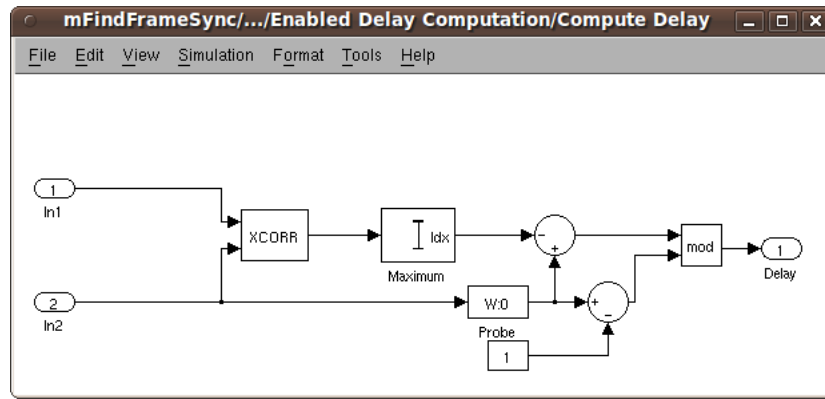 mFindFrameSync/.../Enabled Delay Computation/Compute Delay
File Edit View Simulation Format Tools Help
1
In1
XCORR
Idx
Maximum
- +
mod
1
Delay
2
In2
W:0
Probe
+ -
1